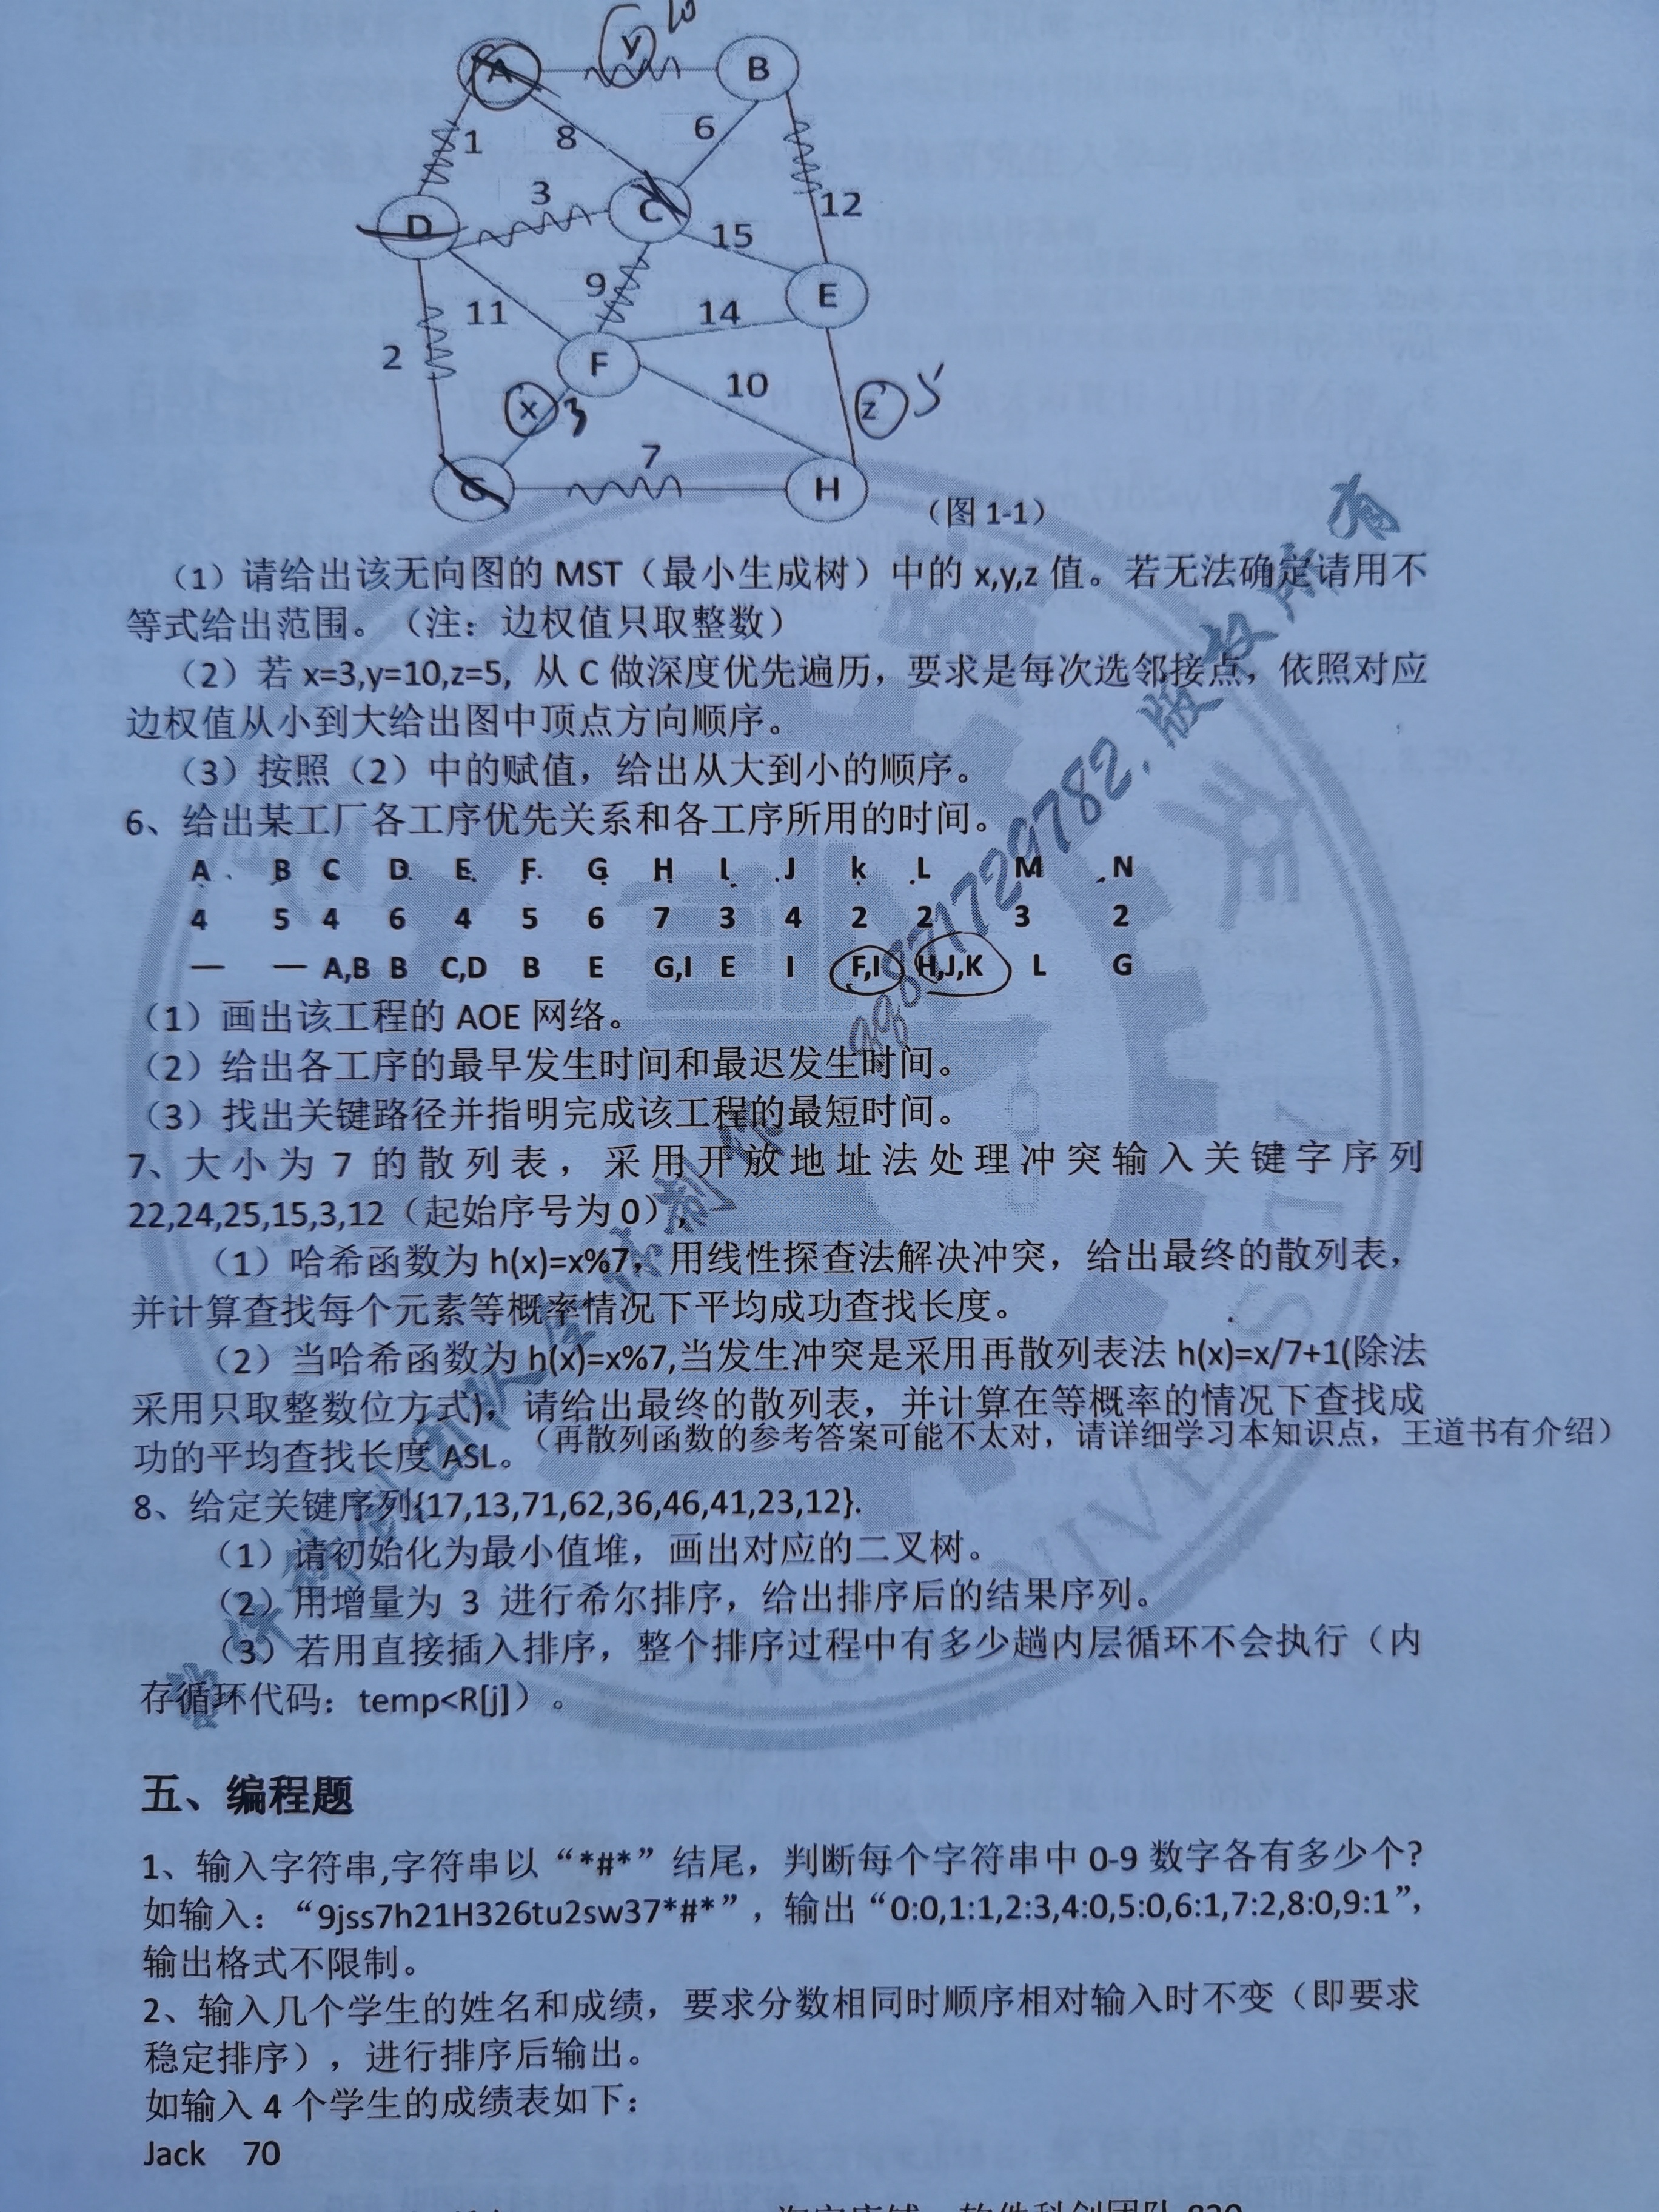 A y 10 B
1 8 6
3 D C 12
15
9 E
11 14
2 F
10
x 3 z 5
7
G H
(图 1-1)
(1)请给出该无向图的 MST(最小生成树)中的 x,y,z 值。若无法确定请用不
等式给出范围。(注:边权值只取整数)
(2)若 x=3,y=10,z=5, 从 C 做深度优先遍历,要求是每次选邻接点,依照对应
边权值从小到大给出图中顶点方向顺序。
(3)按照(2)中的赋值,给出从大到小的顺序。
6、给出某工厂各工序优先关系和各工序所用的时间。
A B C D E F G H I J k L M N
4 5 4 6 4 5 6 7 3 4 2 2 3 2
— — A,B B C,D B E G,I E I F,I H,J,K L G
(1)画出该工程的 AOE 网络。
(2)给出各工序的最早发生时间和最迟发生时间。
(3)找出关键路径并指明完成该工程的最短时间。
7、大小为 7 的散列表,采用开放地址法处理冲突输入关键字序列
22,24,25,15,3,12(起始序号为 0),
(1)哈希函数为 h(x)=x%7,用线性探查法解决冲突,给出最终的散列表,
并计算查找每个元素等概率情况下平均成功查找长度。
(2)当哈希函数为 h(x)=x%7,当发生冲突是采用再散列表法 h(x)=x/7+1(除法
采用只取整数位方式),请给出最终的散列表,并计算在等概率的情况下查找成
功的平均查找长度 ASL。(再散列函数的参考答案可能不太对,请详细学习本知识点,王道书有介绍)
8、给定关键序列{17,13,71,62,36,46,41,23,12}.
(1)请初始化为最小值堆,画出对应的二叉树。
(2)用增量为 3 进行希尔排序,给出排序后的结果序列。
(3)若用直接插入排序,整个排序过程中有多少趟内层循环不会执行(内
存循环代码:temp<R[j])。
五、编程题
1、输入字符串,字符串以“*#*”结尾,判断每个字符串中 0-9 数字各有多少个?
如输入:“9jss7h21H326tu2sw37*#*”,输出“0:0,1:1,2:3,4:0,5:0,6:1,7:2,8:0,9:1”,
输出格式不限制。
2、输入几个学生的姓名和成绩,要求分数相同时顺序相对输入时不变(即要求
稳定排序),进行排序后输出。
如输入 4 个学生的成绩表如下:
Jack 70